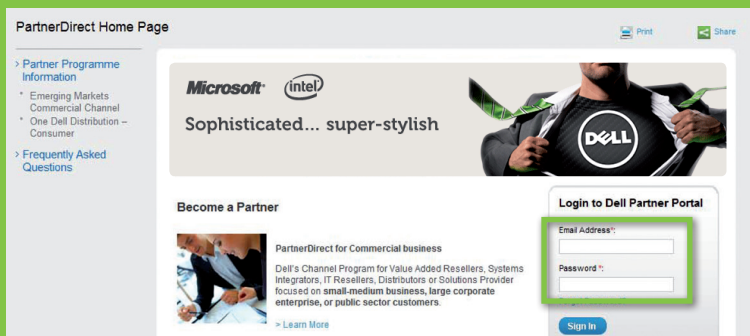 PartnerDirect Home Page
Print
Share
> Partner Programme
Information
* Emerging Markets
Commercial Channel
* One Dell Distribution –
Consumer
> Frequently Asked
Questions
Microsoft
intel
Sophisticated... super-stylish
DELL
Become a Partner
PartnerDirect for Commercial business
Dell's Channel Program for Value Added Resellers, Systems
Integrators, IT Resellers, Distributors or Solutions Provider
focused on small-medium business, large corporate
enterprise, or public sector customers.
> Learn More
Login to Dell Partner Portal
Email Address*:
Password *:
Sign In